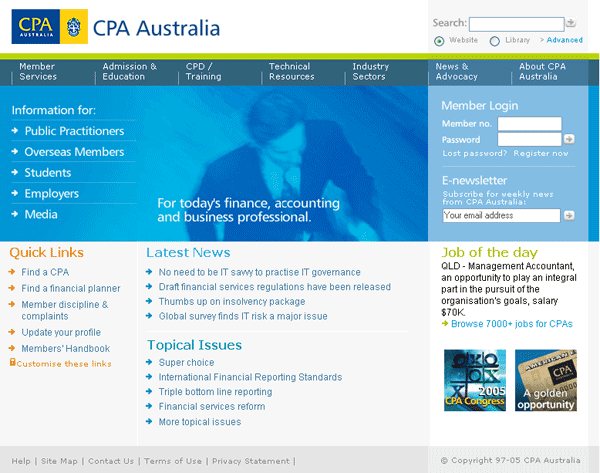 CPA
AUSTRALIA
CPA Australia
Search:
Website
Library
> Advanced
Member
Services
Admission &
Education
CPD /
Training
Technical
Resources
Industry
Sectors
News &
Advocacy
About CPA
Australia
Information for:
Public Practitioners
Overseas Members
Students
Employers
Media
For today's finance, accounting
and business professional.
Member Login
Member no.
Password
Lost password? Register now
E-newsletter
Subscribe for weekly news
from CPA Australia:
Your email address
Quick Links
Find a CPA
Find a financial planner
Member discipline &
complaints
Update your profile
Members' Handbook
Customise these links
Latest News
No need to be IT savvy to practise IT governance
Draft financial services regulations have been released
Thumbs up on insolvency package
Global survey finds IT risk a major issue
Topical Issues
Super choice
International Financial Reporting Standards
Triple bottom line reporting
Financial services reform
More topical issues
Job of the day
QLD - Management Accountant,
an opportunity to play an integral
part in the pursuit of the
organisation's goals, salary
$70K.
Browse 7000+ jobs for CPAs
2005
CPA Congress
AMERICAN
CPA
A golden
opportunity
Help | Site Map | Contact Us | Terms of Use | Privacy Statement |
© Copyright 97-05 CPA Australia